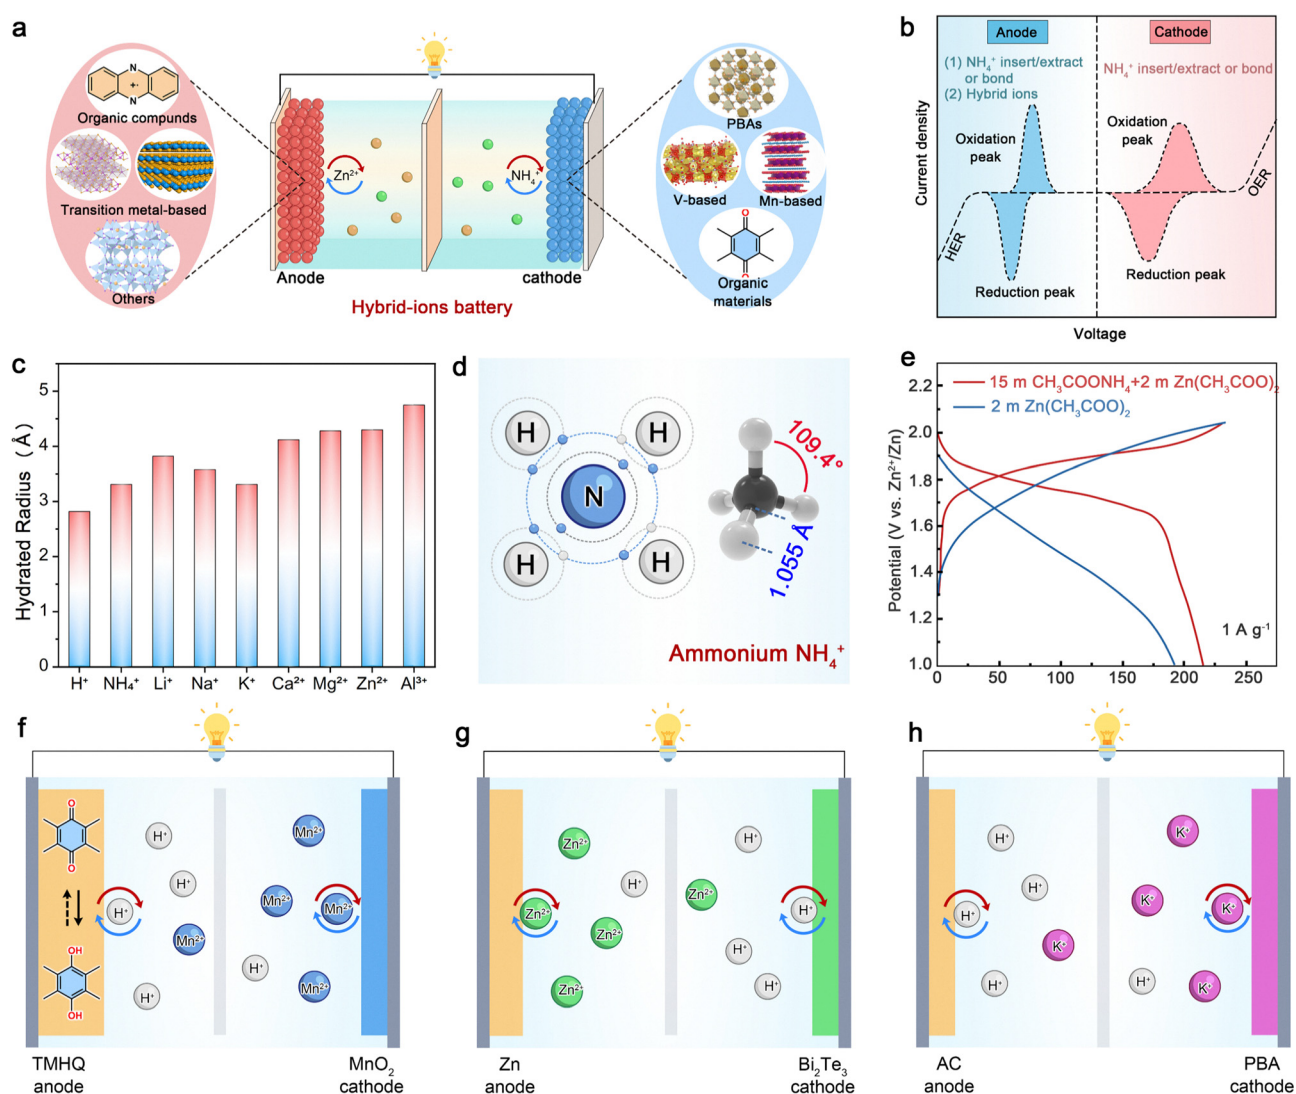 a
N
+·
N
Organic compunds
Transition metal-based
Others
Zn²⁺
NH₄⁺
Anode
cathode
Hybrid-ions battery
PBAs
V-based
Mn-based
O
O
Organic
materials
b
Anode
Cathode
(1) NH₄⁺ insert/extract
or bond
(2) Hybrid ions
NH₄⁺ insert/extract or bond
Oxidation
peak
Oxidation
peak
HER
OER
Reduction peak
Reduction peak
Current density
Voltage
c
Hydrated Radius (Å)
5
4
3
2
1
0
H⁺ NH₄⁺ Li⁺ Na⁺ K⁺ Ca²⁺ Mg²⁺ Zn²⁺ Al³⁺
d
H
H
N
H
H
109.4°
1.055 Å
Ammonium NH₄⁺
e
15 m CH₃COONH₄+2 m Zn(CH₃COO)₂
2 m Zn(CH₃COO)₂
Potential (V vs. Zn²⁺/Zn)
2.2
2.0
1.8
1.6
1.4
1.2
1.0
1 A g⁻¹
0 50 100 150 200 250
f
O
O
OH
OH
H⁺
H⁺
H⁺
H⁺
H⁺
Mn²⁺
Mn²⁺
Mn²⁺
Mn²⁺
Mn²⁺
TMHQ
anode
MnO₂
cathode
g
Zn²⁺
Zn²⁺
Zn²⁺
Zn²⁺
Zn²⁺
H⁺
H⁺
H⁺
H⁺
H⁺
Zn
anode
Bi₂Te₃
cathode
h
H⁺
H⁺
H⁺
H⁺
H⁺
K⁺
K⁺
K⁺
K⁺
K⁺
AC
anode
PBA
cathode